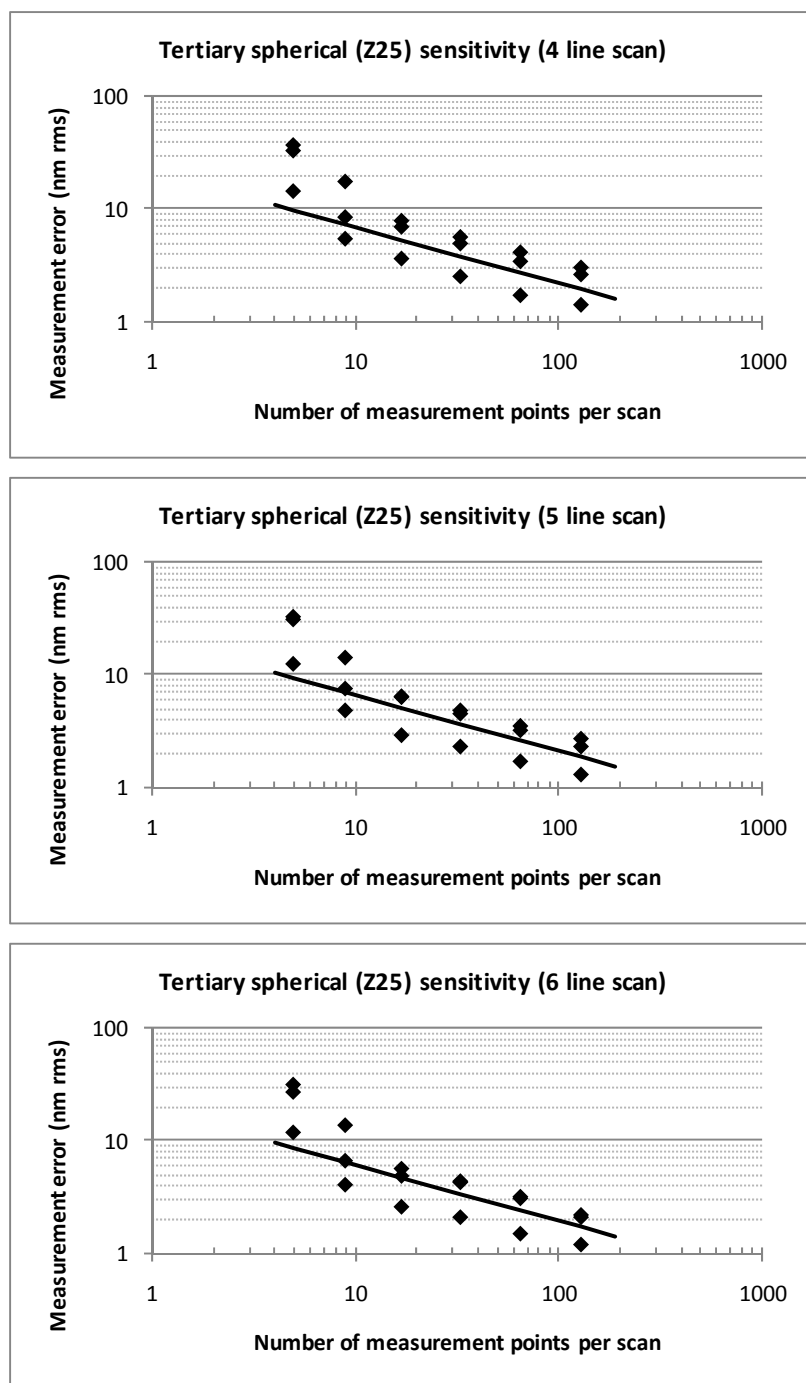 Tertiary spherical (Z25) sensitivity (4 line scan)
Measurement error (nm rms)
100
10
1
1 10 100 1000
Number of measurement points per scan
Tertiary spherical (Z25) sensitivity (5 line scan)
Measurement error (nm rms)
100
10
1
1 10 100 1000
Number of measurement points per scan
Tertiary spherical (Z25) sensitivity (6 line scan)
Measurement error (nm rms)
100
10
1
1 10 100 1000
Number of measurement points per scan